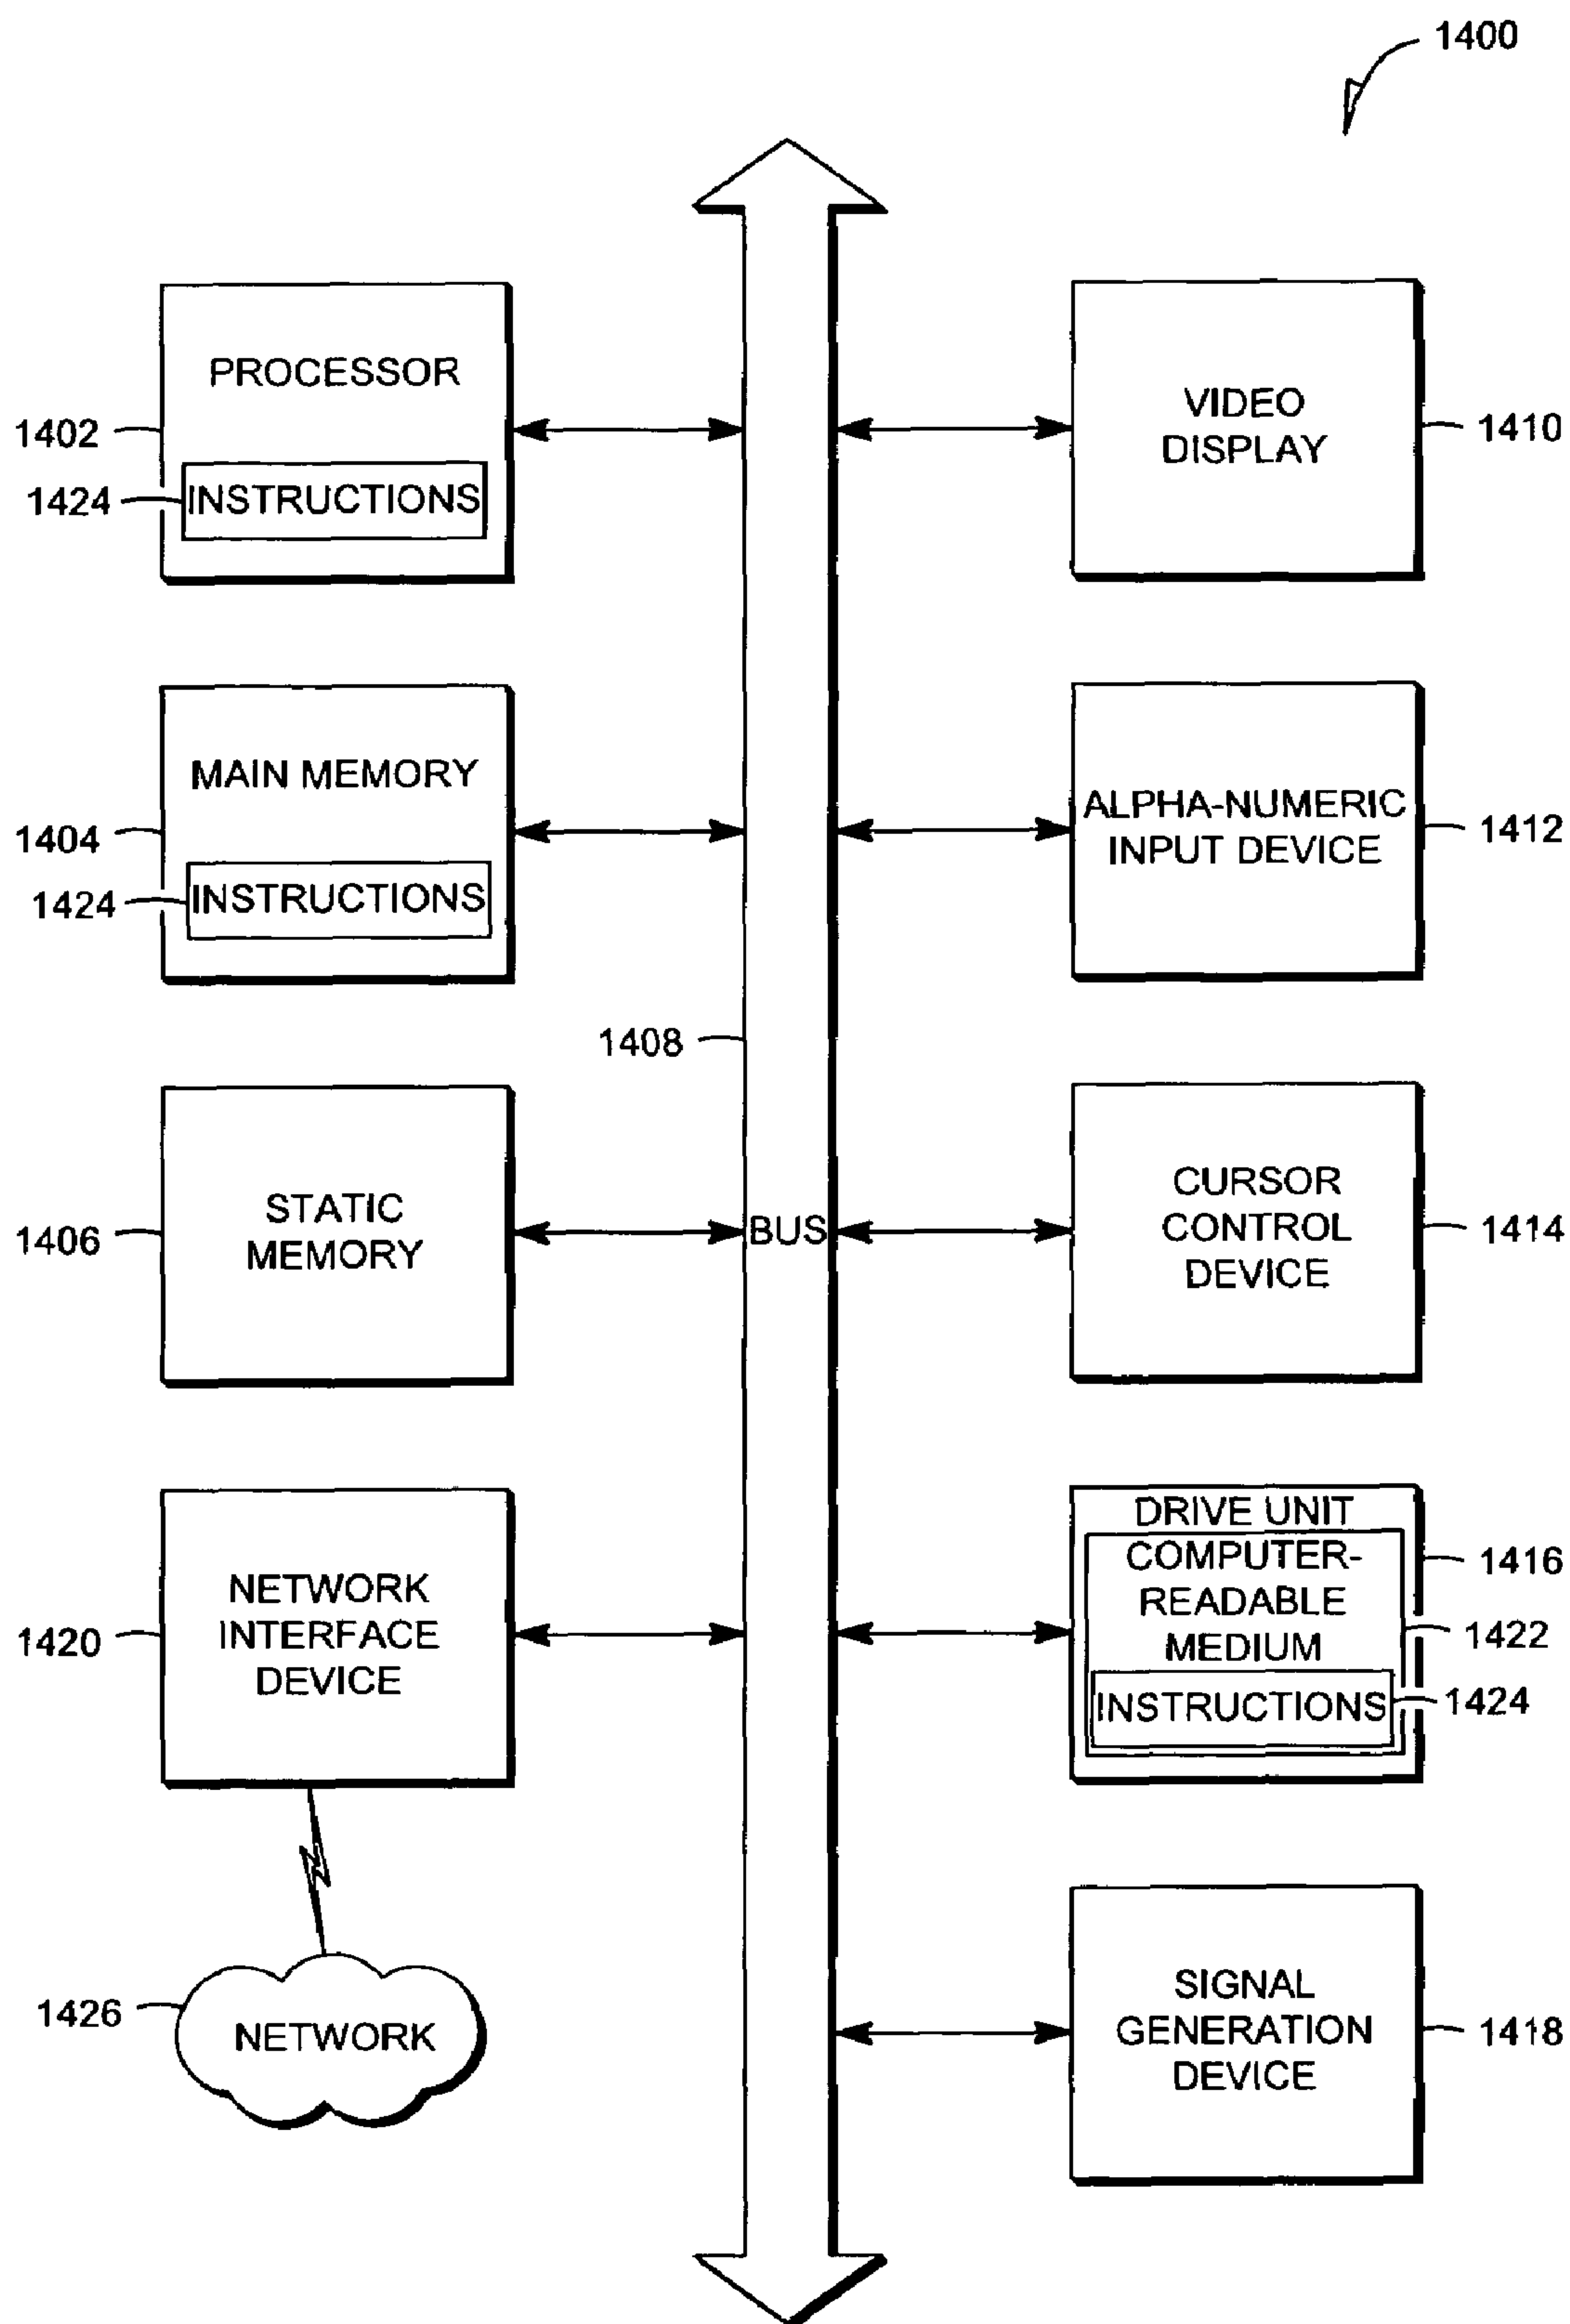 1400
PROCESSOR
1402
1424
INSTRUCTIONS
VIDEO
DISPLAY
1410
MAIN MEMORY
1404
1424
INSTRUCTIONS
ALPHA-NUMERIC
INPUT DEVICE
1412
1408
STATIC
MEMORY
1406
BUS
CURSOR
CONTROL
DEVICE
1414
NETWORK
INTERFACE
DEVICE
1420
DRIVE UNIT
COMPUTER-
READABLE
MEDIUM
INSTRUCTIONS
1416
1422
1424
1426
NETWORK
SIGNAL
GENERATION
DEVICE
1418